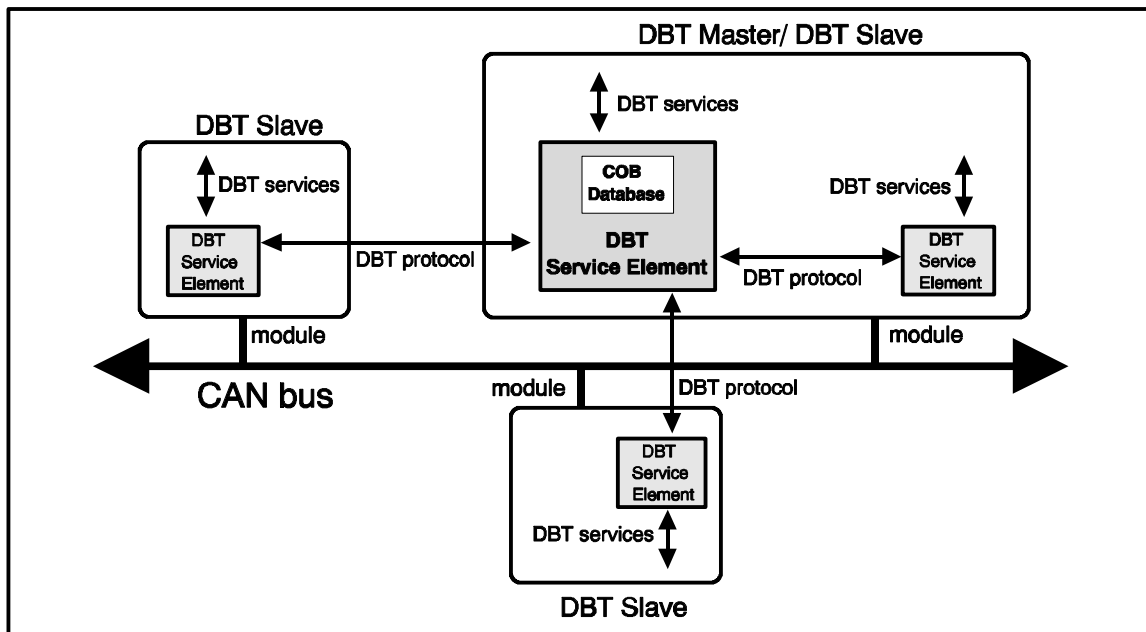 DBT Master/ DBT Slave
DBT services
DBT Slave
COB
Database
DBT services
DBT services
DBT
Service
Element
DBT
Service Element
DBT
Service
Element
DBT protocol
DBT protocol
module
module
CAN bus
module
DBT protocol
DBT
Service
Element
DBT services
DBT Slave